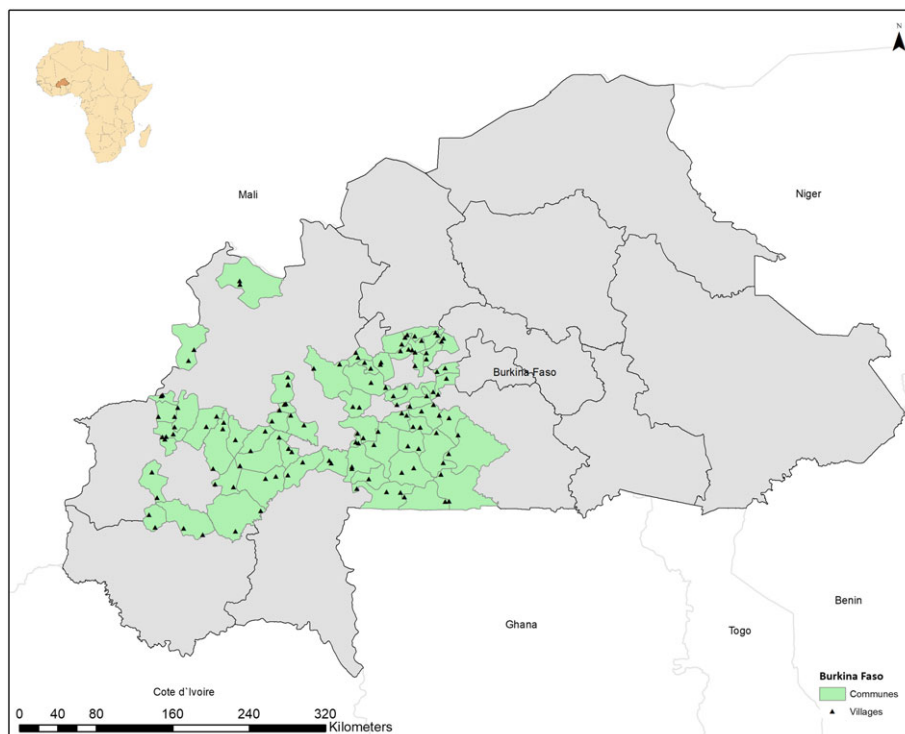 N
Mali
Niger
Burkina Faso
Ghana
Togo
Benin
Cote d`Ivoire
Burkina Faso
Communes
Villages
0 40 80 160 240 320
Kilometers